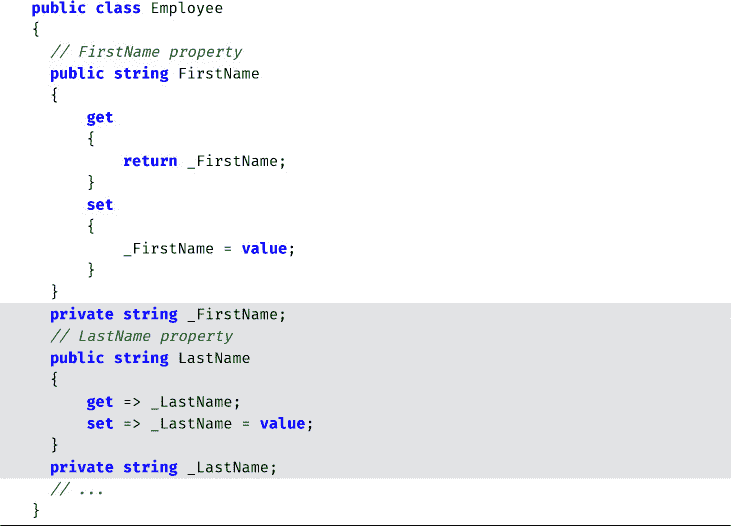 public class Employee
{
  // FirstName property
  public string FirstName
  {
      get
      {
          return _FirstName;
      }
      set
      {
          _FirstName = value;
      }
  }
  private string _FirstName;
  // LastName property
  public string LastName
  {
      get => _LastName;
      set => _LastName = value;
  }
  private string _LastName;
  // ...
}